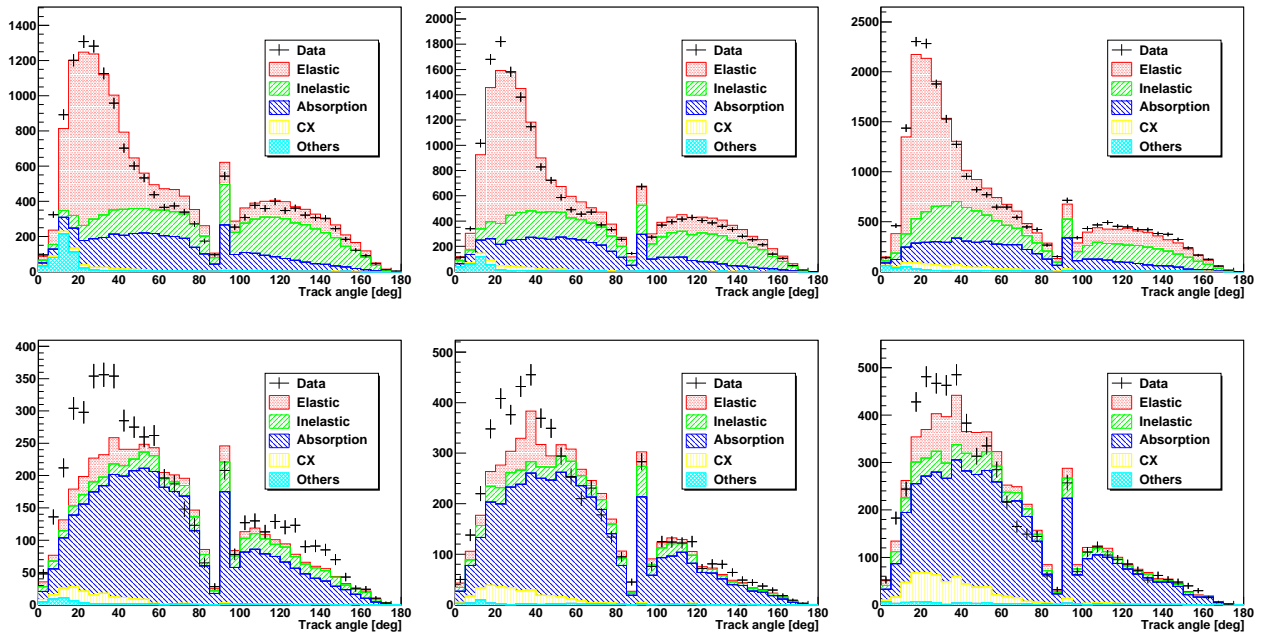 1400
1200
1000
800
600
400
200
0
0 20 40 60 80 100 120 140 160 180
Track angle [deg]
Data
Elastic
Inelastic
Absorption
CX
Others
2000
1800
1600
1400
1200
1000
800
600
400
200
0
0 20 40 60 80 100 120 140 160 180
Track angle [deg]
Data
Elastic
Inelastic
Absorption
CX
Others
2500
2000
1500
1000
500
0
0 20 40 60 80 100 120 140 160 180
Track angle [deg]
Data
Elastic
Inelastic
Absorption
CX
Others
400
350
300
250
200
150
100
50
0
0 20 40 60 80 100 120 140 160 180
Track angle [deg]
Data
Elastic
Inelastic
Absorption
CX
Others
500
400
300
200
100
0
0 20 40 60 80 100 120 140 160 180
Track angle [deg]
Data
Elastic
Inelastic
Absorption
CX
Others
500
400
300
200
100
0
0 20 40 60 80 100 120 140 160 180
Track angle [deg]
Data
Elastic
Inelastic
Absorption
CX
Others